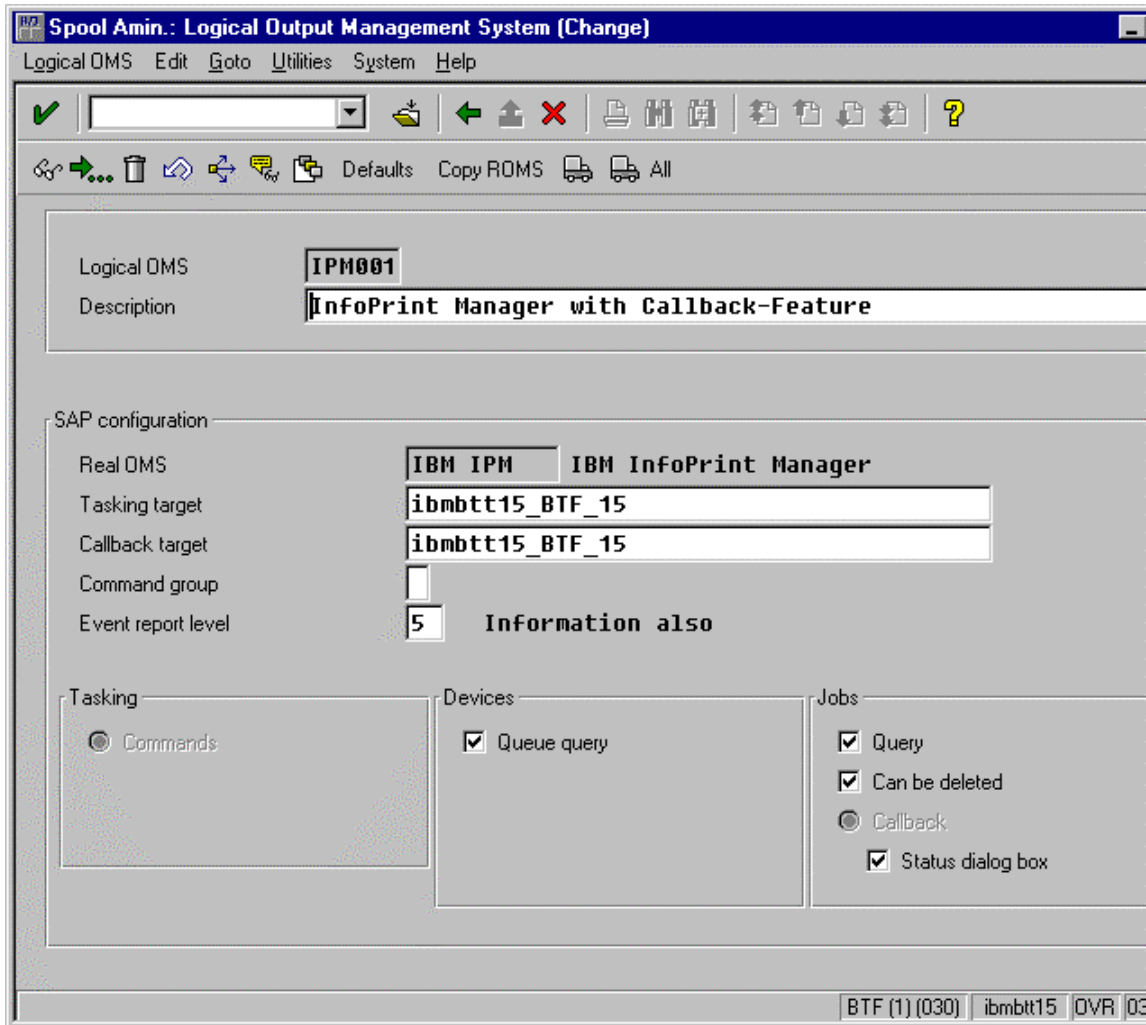 Spool Amin.: Logical Output Management System (Change)
Logical OMS Edit Goto Utilities System Help
Defaults Copy ROMS All
Logical OMS IPM001
Description InfoPrint Manager with Callback-Feature
SAP configuration
Real OMS IBM IPM IBM InfoPrint Manager
Tasking target ibmbtt15_BTF_15
Callback target ibmbtt15_BTF_15
Command group
Event report level 5 Information also
Tasking Devices Jobs
Commands Queue query Query
Can be deleted
Callback
Status dialog box
BTF (1) (030) ibmbtt15 OVR